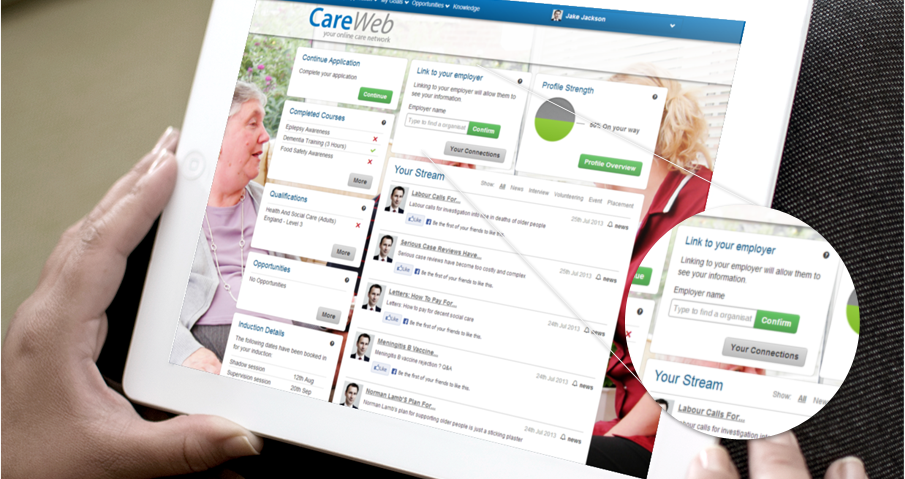 My Goals Opportunities Knowledge
Jake Jackson
CareWeb
your online care network
Continue Application
Complete your application
Continue
Completed Courses
Epilepsy Awareness
Dementia Training (3 Hours)
Food Safety Awareness
More
Qualifications
Health And Social Care (Adults)
England - Level 3
More
Opportunities
No Opportunities
More
Induction Details
The following dates have been booked in
for your induction:
Shadow session 12th Aug
Supervision session 20th Sep
Link to your employer
Linking to your employer will allow them to
see your information.
Employer name
Type to find a organisat
Confirm
Your Connections
Profile Strength
50% On your way
Profile Overview
Your Stream
Show: All News Interview Volunteering Event Placement
Labour Calls For...
Labour calls for investigation into rise in deaths of older people
25th Jul 2013 news
Like Be the first of your friends to like this.
Serious Case Reviews Have...
Serious case reviews have become too costly and complex
25th Jul 2013 news
Like Be the first of your friends to like this.
Letters: How To Pay For...
Letters: How to pay for decent social care
24th Jul 2013 news
Like Be the first of your friends to like this.
Meningitis B Vaccine...
Meningitis B vaccine rejection ? Q&A
24th Jul 2013 news
Like Be the first of your friends to like this.
Norman Lamb's Plan For...
Norman Lamb's plan for supporting older people is just a sticking plaster
24th Jul 2013 news
Link to your employer
Linking to your employer will allow them to
see your information.
Employer name
Type to find a organisat
Confirm
Your Connections
Your Stream
Show: All New
Labour Calls For...
abour calls for investigation int